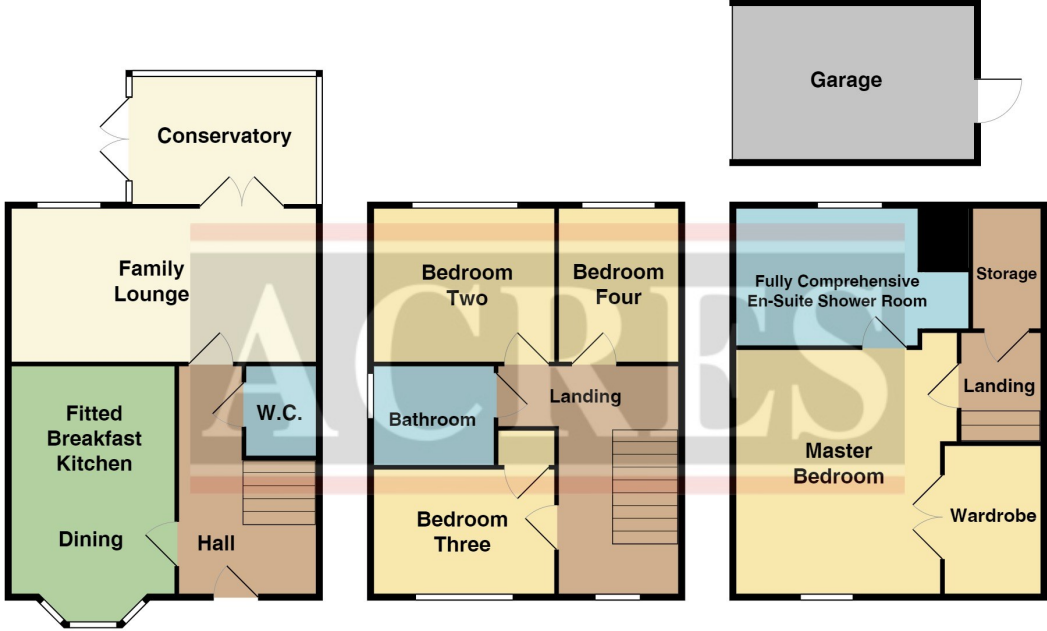 Garage
Conservatory
Family
Lounge
Fitted
Breakfast
Kitchen
Dining
W.C.
Hall
Bedroom
Two
Bedroom
Four
Bathroom
Landing
Bedroom
Three
Fully Comprehensive
En-Suite Shower Room
Storage
Landing
Master
Bedroom
Wardrobe
ACRES